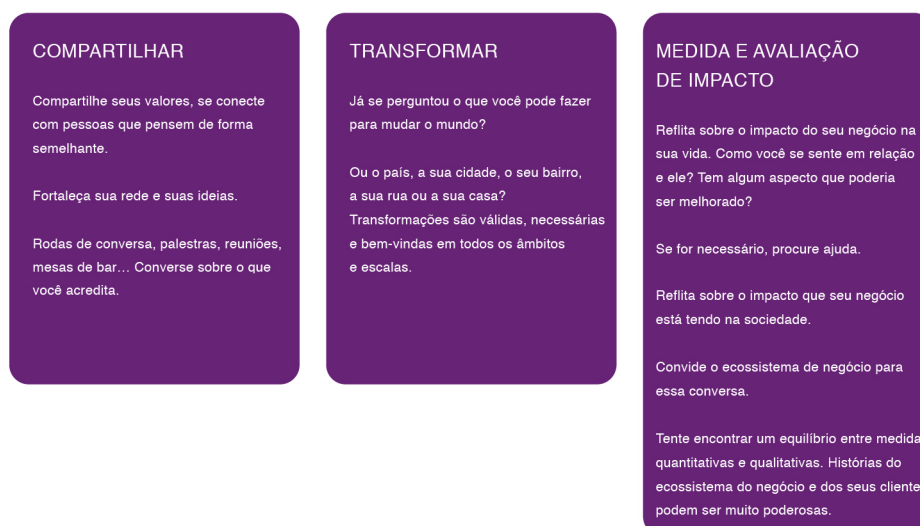 COMPARTILHAR
Compartilhe seus valores, se conecte
com pessoas que pensem de forma
semelhante.
Fortaleça sua rede e suas ideias.
Rodas de conversa, palestras, reuniões,
mesas de bar… Converse sobre o que
você acredita.
TRANSFORMAR
Já se perguntou o que você pode fazer
para mudar o mundo?
Ou o país, a sua cidade, o seu bairro,
a sua rua ou a sua casa?
Transformações são válidas, necessárias
e bem-vindas em todos os âmbitos
e escalas.
MEDIDA E AVALIAÇÃO
DE IMPACTO
Reflita sobre o impacto do seu negócio na
sua vida. Como você se sente em relação
e ele? Tem algum aspecto que poderia
ser melhorado?
Se for necessário, procure ajuda.
Reflita sobre o impacto que seu negócio
está tendo na sociedade.
Convide o ecossistema de negócio para
essa conversa.
Tente encontrar um equilíbrio entre medida
quantitativas e qualitativas. Histórias do
ecossistema do negócio e dos seus cliente
podem ser muito poderosas.